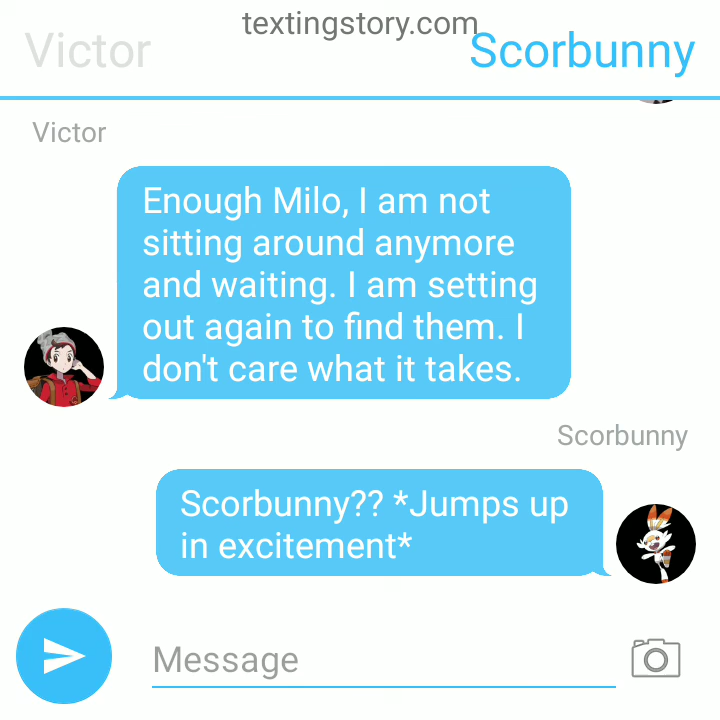 textingstory.com
Victor
Scorbunny
Victor
Enough Milo, I am not
sitting around anymore
and waiting. I am setting
out again to find them. I
don't care what it takes.
Scorbunny
Scorbunny?? *Jumps up
in excitement*
Message